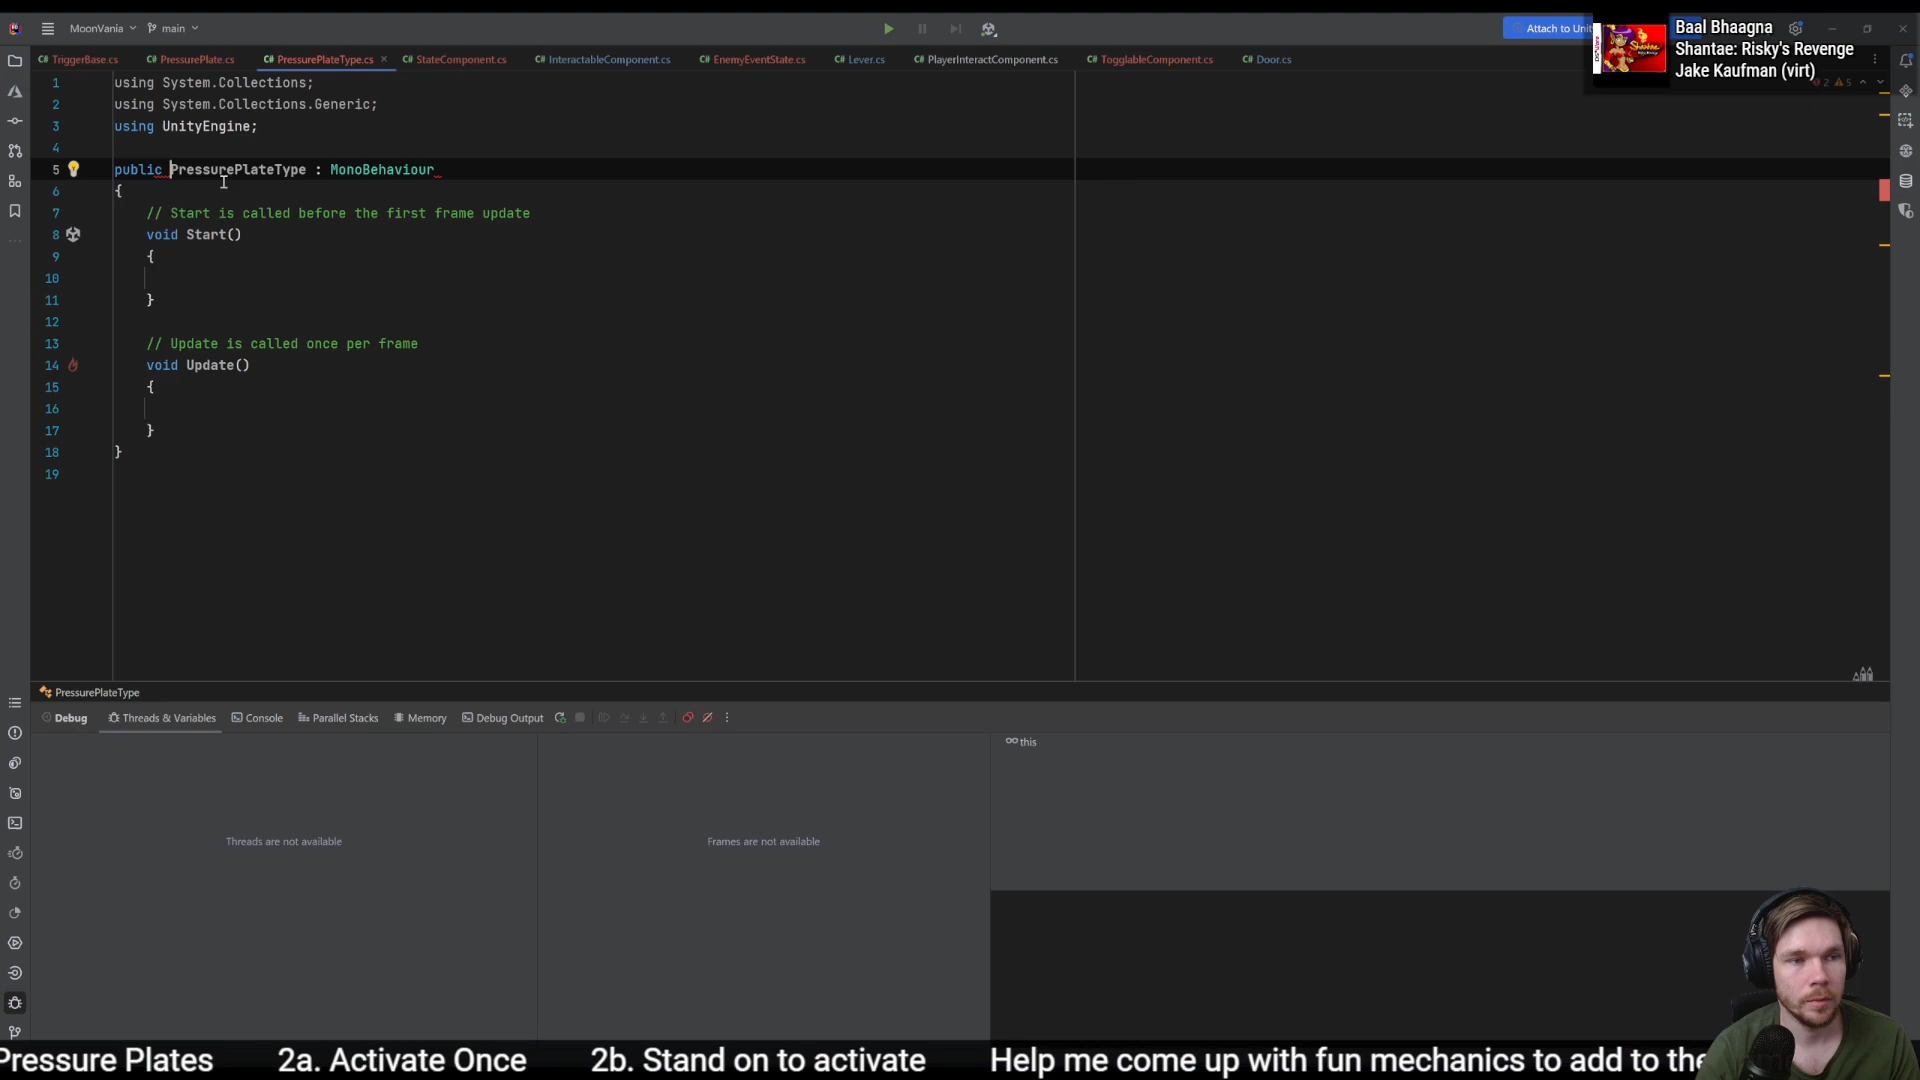 MoonVania
main
Attach to Unit
Baal Bhaagna
Shantae: Risky's Revenge
Jake Kaufman (virt)
C# TriggerBase.cs
C# PressurePlate.cs
C# PressurePlateType.cs
C# StateComponent.cs
C# InteractableComponent.cs
C# EnemyEventState.cs
C# Lever.cs
C# PlayerInteractComponent.cs
C# TogglableComponent.cs
C# Door.cs
2 5
1 using System.Collections;
2 using System.Collections.Generic;
3 using UnityEngine;
4
5 public PressurePlateType : MonoBehaviour
6 {
7 // Start is called before the first frame update
8 void Start()
9 {
10
11 }
12
13 // Update is called once per frame
14 void Update()
15 {
16
17 }
18 }
19
PressurePlateType
Debug Threads & Variables Console Parallel Stacks Memory Debug Output
this
Threads are not available
Frames are not available
Pressure Plates 2a. Activate Once 2b. Stand on to activate Help me come up with fun mechanics to add to the